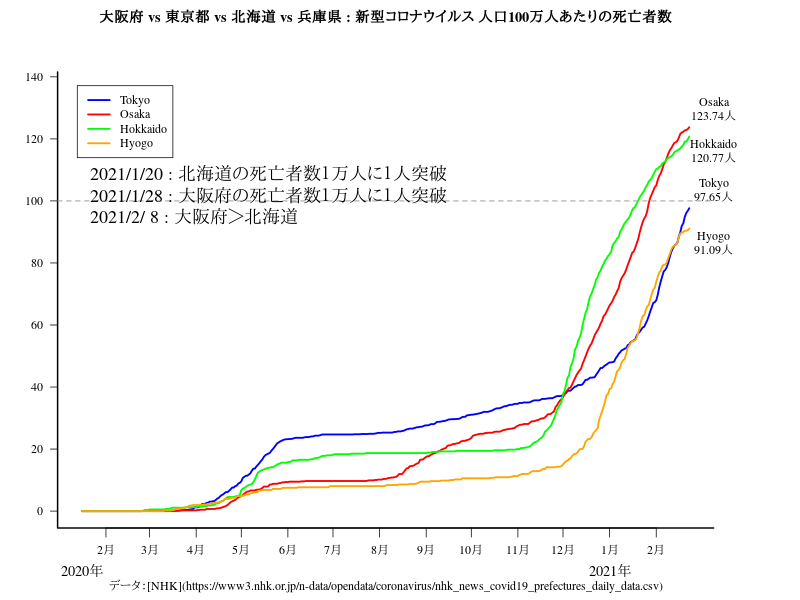 大阪府 vs 東京都 vs 北海道 vs 兵庫県 : 新型コロナウイルス 人口100万人あたりの死亡者数
140
120
100
80
60
40
20
0
Tokyo
Osaka
Hokkaido
Hyogo
2021/1/20 : 北海道の死亡者数1万人に1人突破
2021/1/28 : 大阪府の死亡者数1万人に1人突破
2021/2/ 8 : 大阪府＞北海道
Osaka
123.74人
Hokkaido
120.77人
Tokyo
97.65人
Hyogo
91.09人
2月 3月 4月 5月 6月 7月 8月 9月 10月 11月 12月 1月 2月
2020年 2021年
データ：[NHK](https://www3.nhk.or.jp/n-data/opendata/coronavirus/nhk_news_covid19_prefectures_daily_data.csv)